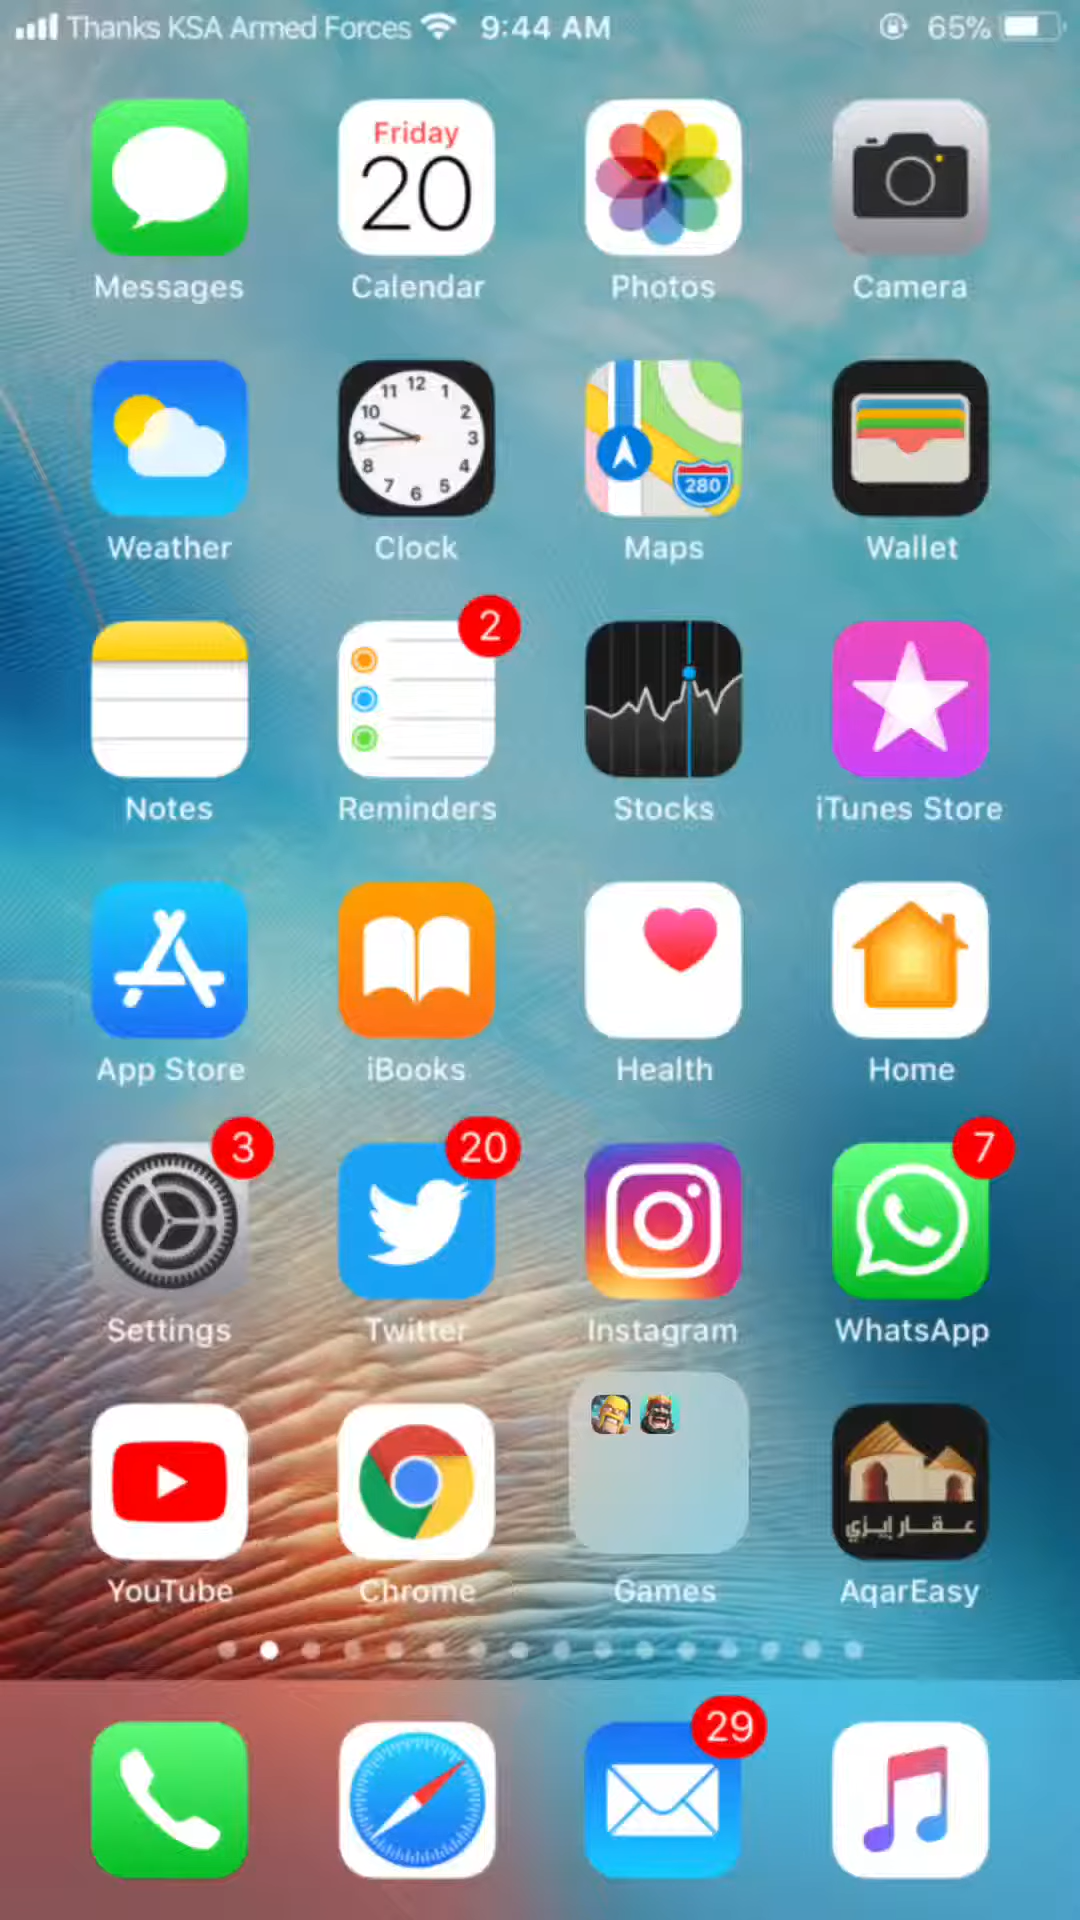 Thanks KSA Armed Forces 9:44 AM 65%
Friday
20
Messages Calendar Photos Camera
12
11 1
10 2
9 3
8 4
7 5
6
280
Weather Clock Maps Wallet
2
Notes Reminders Stocks iTunes Store
App Store iBooks Health Home
3 20 7
Settings Twitter Instagram WhatsApp
عقار إيزي
YouTube Chrome Games AqarEasy
29